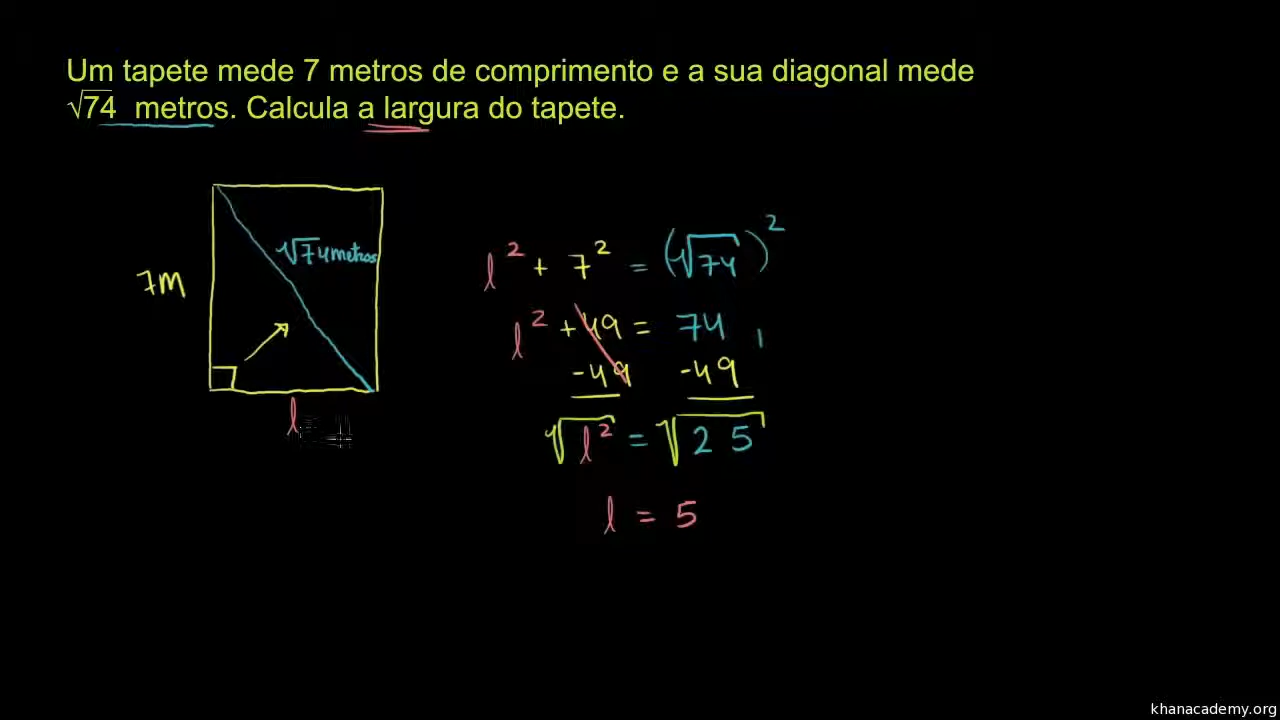 Um tapete mede 7 metros de comprimento e a sua diagonal mede
√74 metros. Calcula a largura do tapete.
√74 metros
7m
l
l² + 7² = (√74)²
l² + 49 = 74
-49 -49
√l² = √25
l = 5
khanacademy.org